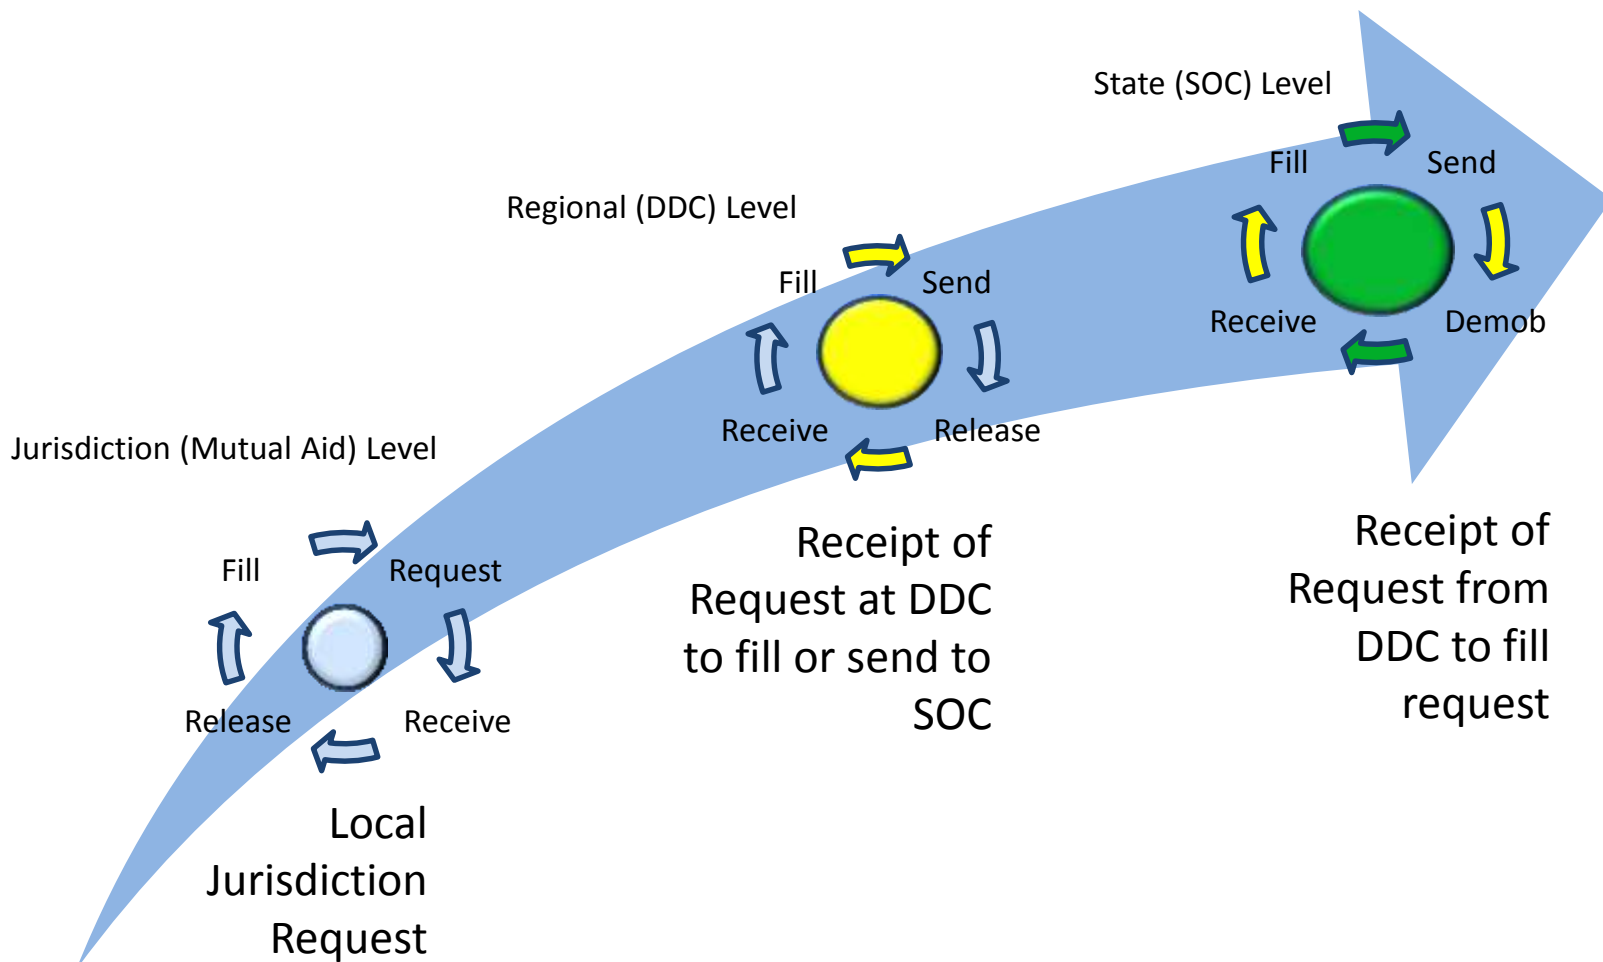 State (SOC) Level
Fill
Send
Receive
Demob
Regional (DDC) Level
Fill
Send
Receive
Release
Jurisdiction (Mutual Aid) Level
Fill
Request
Release
Receive
Local
Jurisdiction
Request
Receipt of
Request at DDC
to fill or send to
SOC
Receipt of
Request from
DDC to fill
request